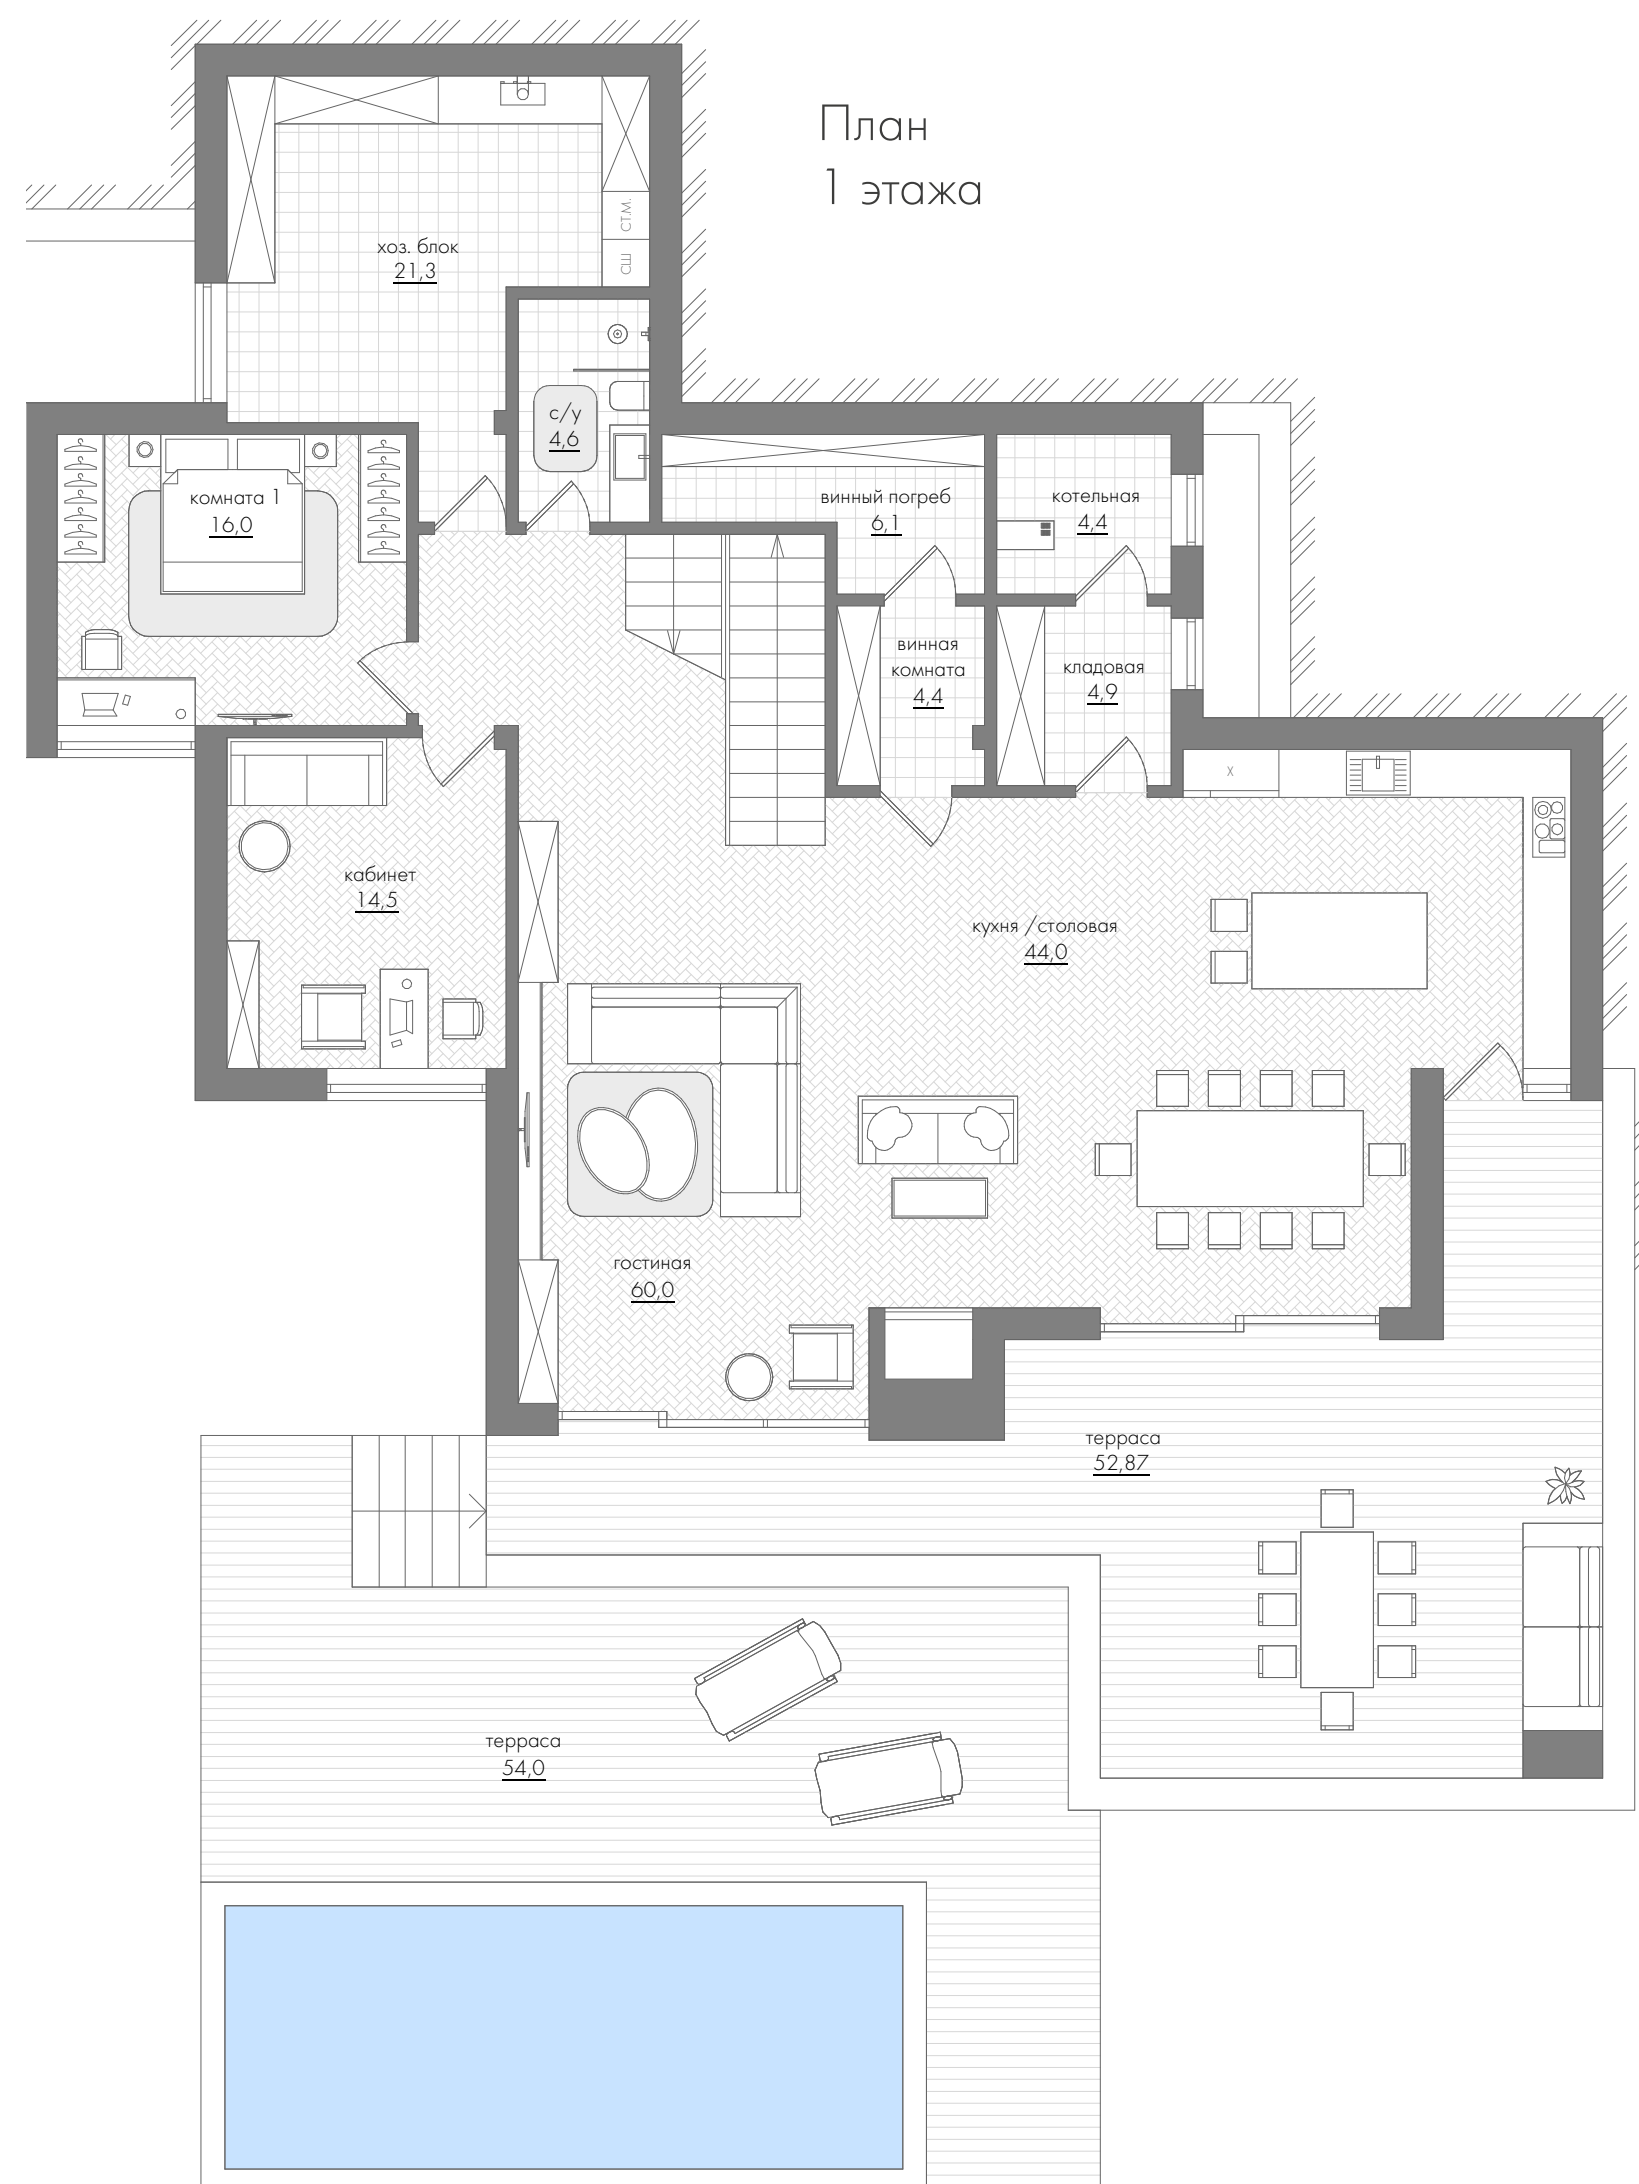 План
1 этажа
хоз. блок
21,3
СТ.М.
СШ
с/у
4,6
комната 1
16,0
винный погреб
6,1
котельная
4,4
винная
комната
4,4
кладовая
4,9
X
кабинет
14,5
кухня /столовая
44,0
гостиная
60,0
терраса
52,87
терраса
54,0